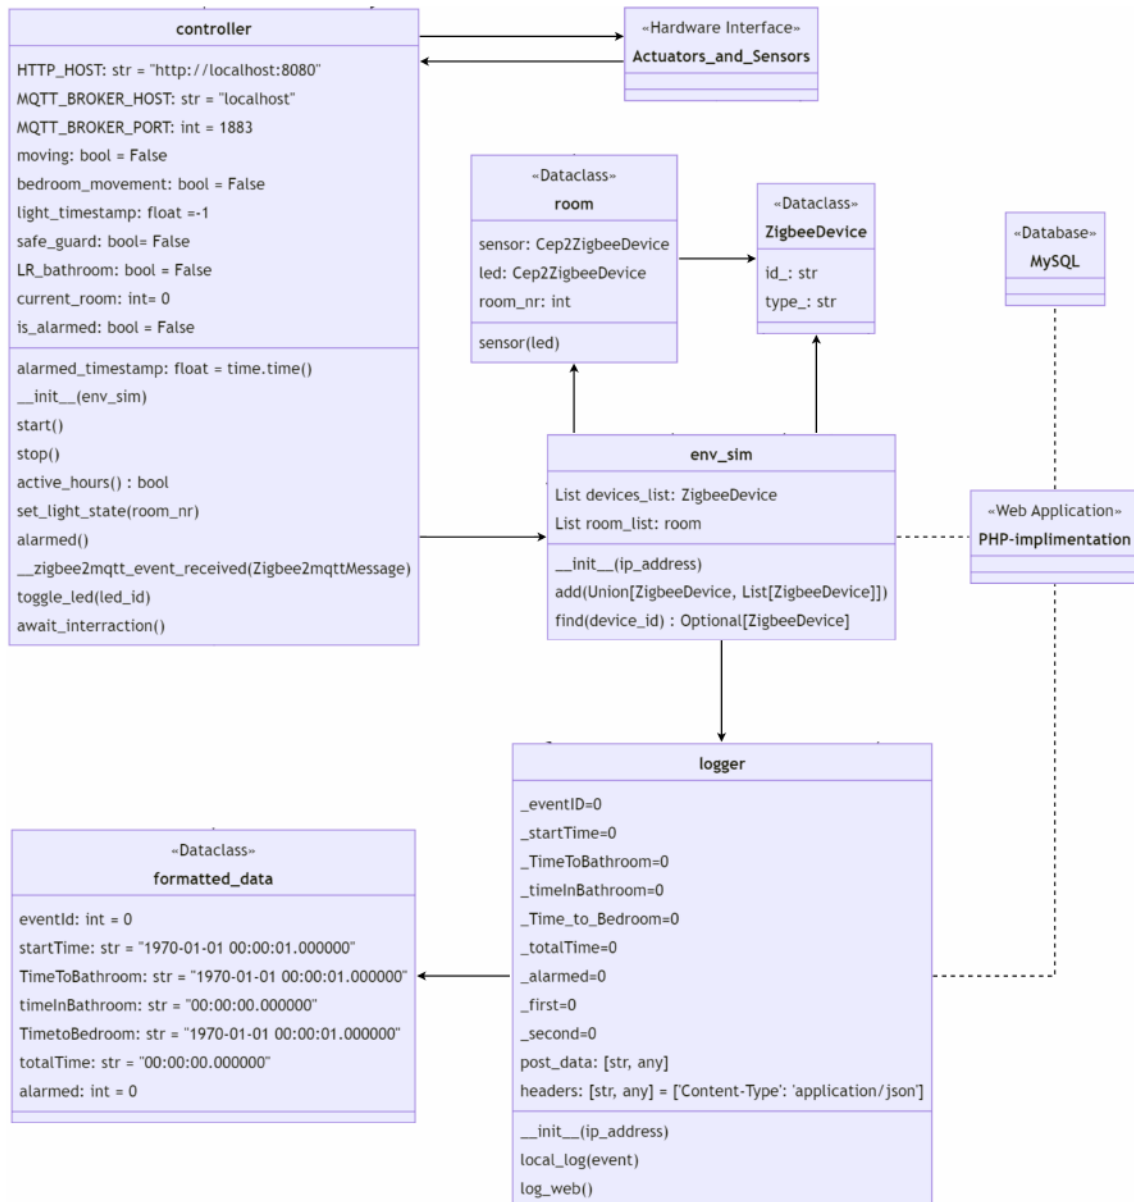 controller
HTTP_HOST: str = "http://localhost:8080"
MQTT_BROKER_HOST: str = "localhost"
MQTT_BROKER_PORT: int = 1883
moving: bool = False
bedroom_movement: bool = False
light_timestamp: float =-1
safe_guard: bool= False
LR_bathroom: bool = False
current_room: int= 0
is_alarmed: bool = False
alarmed_timestamp: float = time.time()
__init__(env_sim)
start()
stop()
active_hours() : bool
set_light_state(room_nr)
alarmed()
__zigbee2mqtt_event_received(Zigbee2mqttMessage)
toggle_led(led_id)
await_interraction()
«Hardware Interface»
Actuators_and_Sensors
«Dataclass»
room
sensor: Cep2ZigbeeDevice
led: Cep2ZigbeeDevice
room_nr: int
sensor(led)
«Dataclass»
ZigbeeDevice
id_: str
type_: str
«Database»
MySQL
env_sim
List devices_list: ZigbeeDevice
List room_list: room
__init__(ip_address)
add(Union[ZigbeeDevice, List[ZigbeeDevice]])
find(device_id) : Optional[ZigbeeDevice]
«Web Application»
PHP-implimentation
logger
_eventID=0
_startTime=0
_TimeToBathroom=0
_timeInBathroom=0
_Time_to_Bedroom=0
_totalTime=0
_alarmed=0
_first=0
_second=0
post_data: [str, any]
headers: [str, any] = ['Content-Type': 'application/json']
__init__(ip_address)
local_log(event)
log_web()
«Dataclass»
formatted_data
eventId: int = 0
startTime: str = "1970-01-01 00:00:01.000000"
TimeToBathroom: str = "1970-01-01 00:00:01.000000"
timeInBathroom: str = "00:00:00.000000"
TimetoBedroom: str = "1970-01-01 00:00:01.000000"
totalTime: str = "00:00:00.000000"
alarmed: int = 0